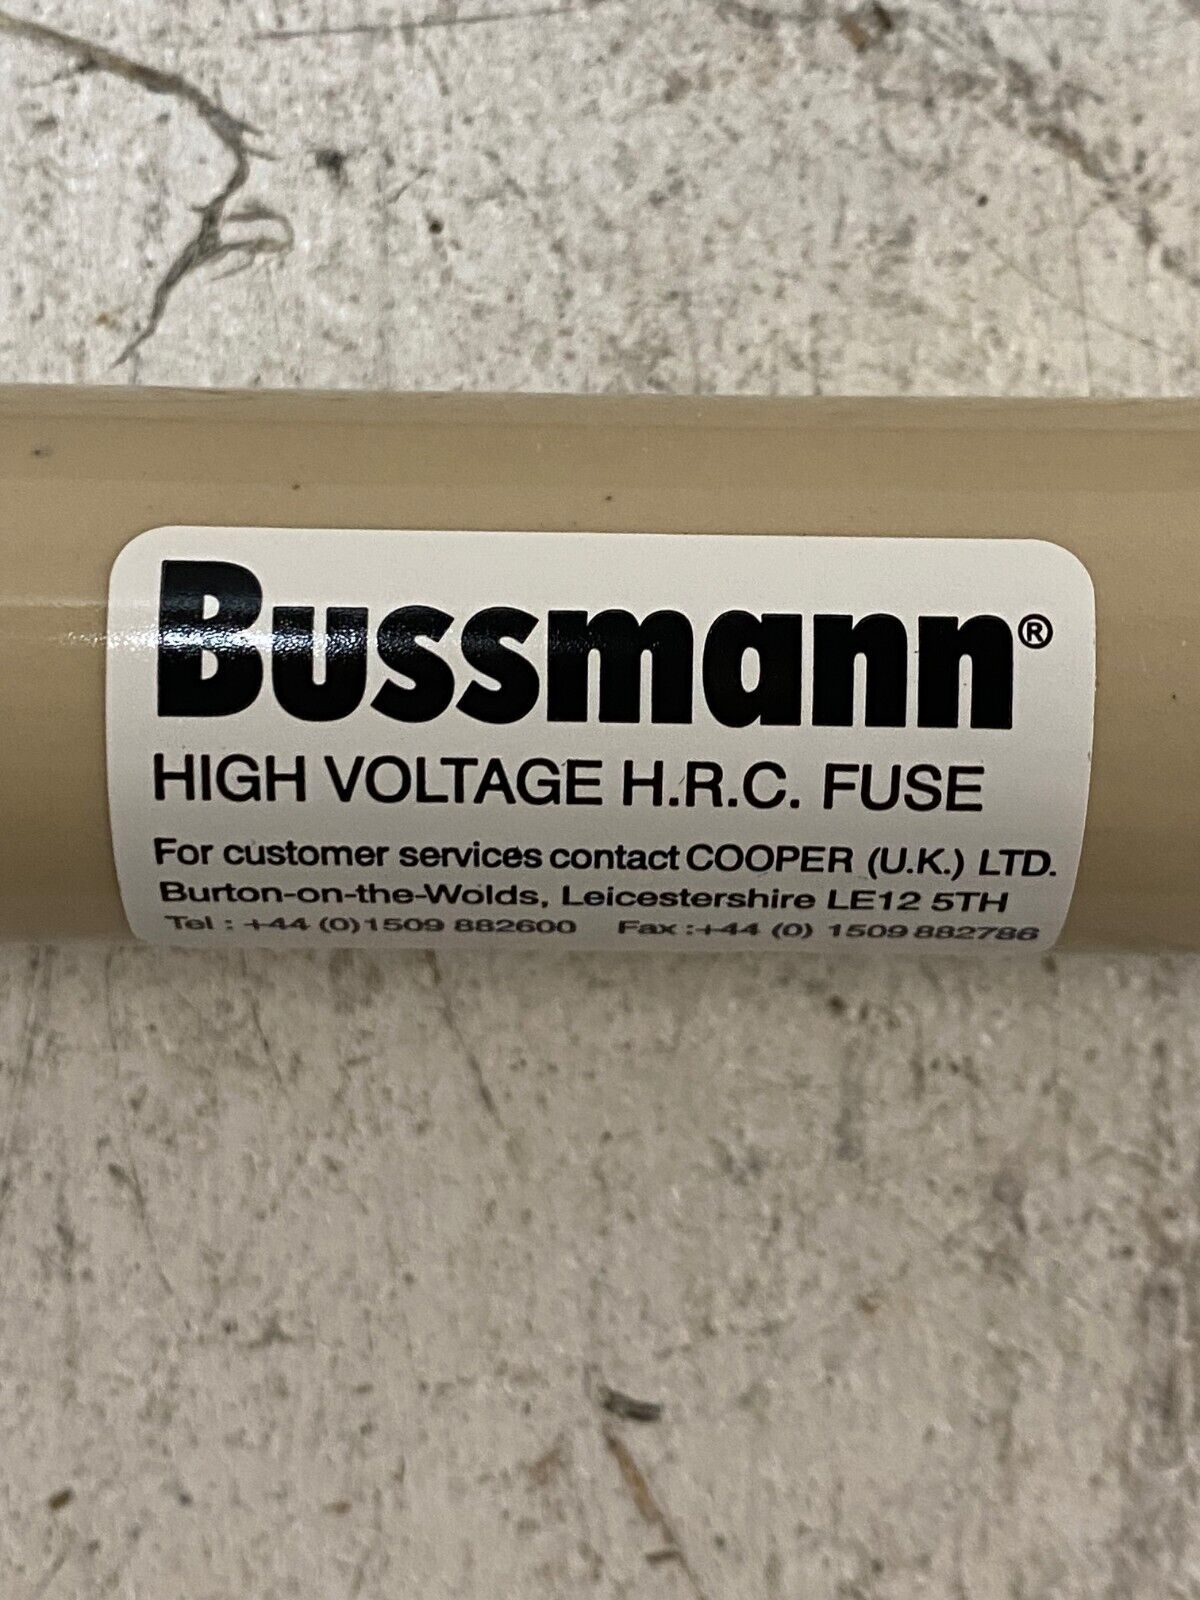 Bussmann®
HIGH VOLTAGE H.R.C. FUSE
For customer services contact COOPER (U.K.) LTD.
Burton-on-the-Wolds, Leicestershire LE12 5TH
Tel : +44 (0)1509 882600 Fax :+44 (0) 1509 882786